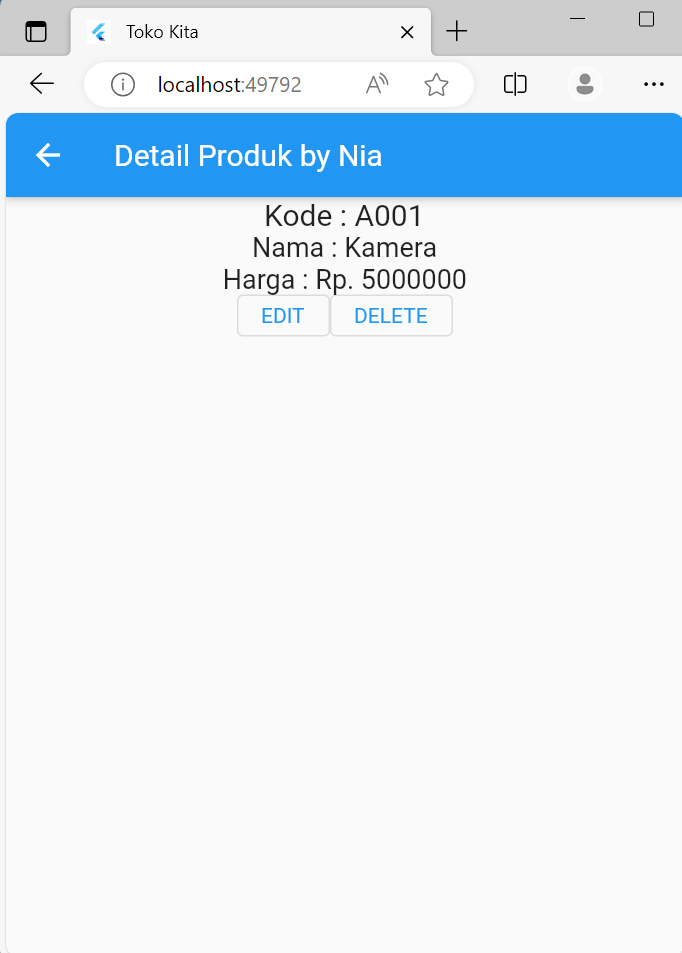 Toko Kita
localhost:49792
Detail Produk by Nia
Kode : A001
Nama : Kamera
Harga : Rp. 5000000
EDIT DELETE